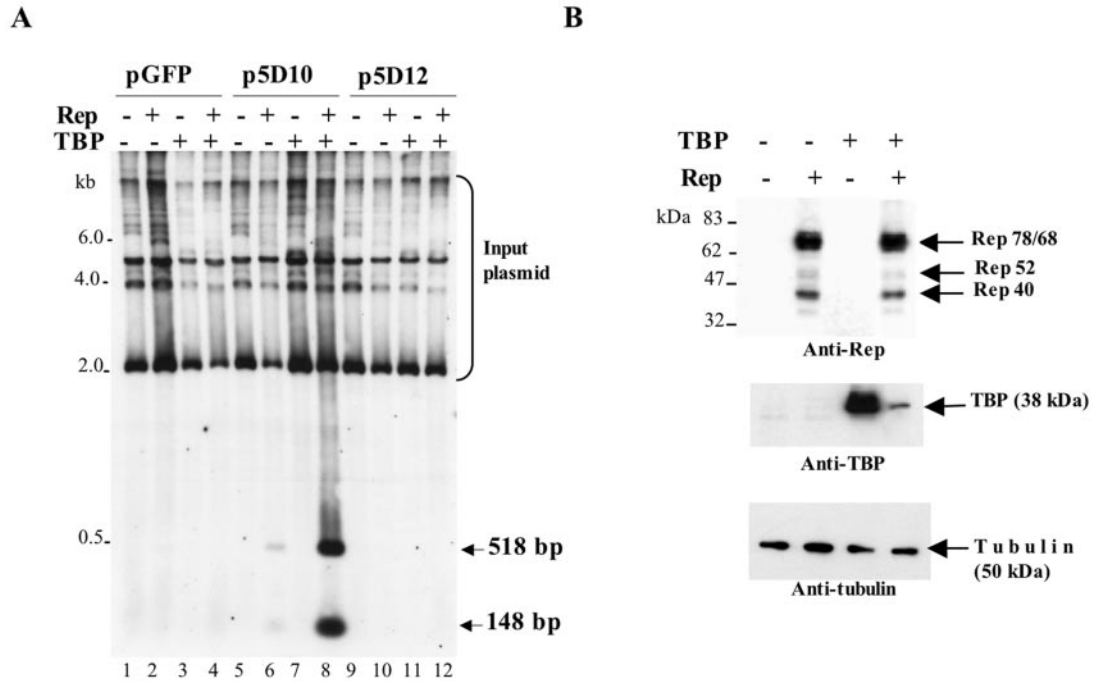 A
pGFP p5D10 p5D12
Rep - + - + - + - + - + - +
TBP - - + + - - + + - - + +
kb
6.0
4.0
2.0
0.5
Input
plasmid
518 bp
148 bp
1 2 3 4 5 6 7 8 9 10 11 12
B
TBP - - + +
Rep - + - +
kDa 83
62
47
32
Rep 78/68
Rep 52
Rep 40
Anti-Rep
TBP (38 kDa)
Anti-TBP
Tubulin
(50 kDa)
Anti-tubulin